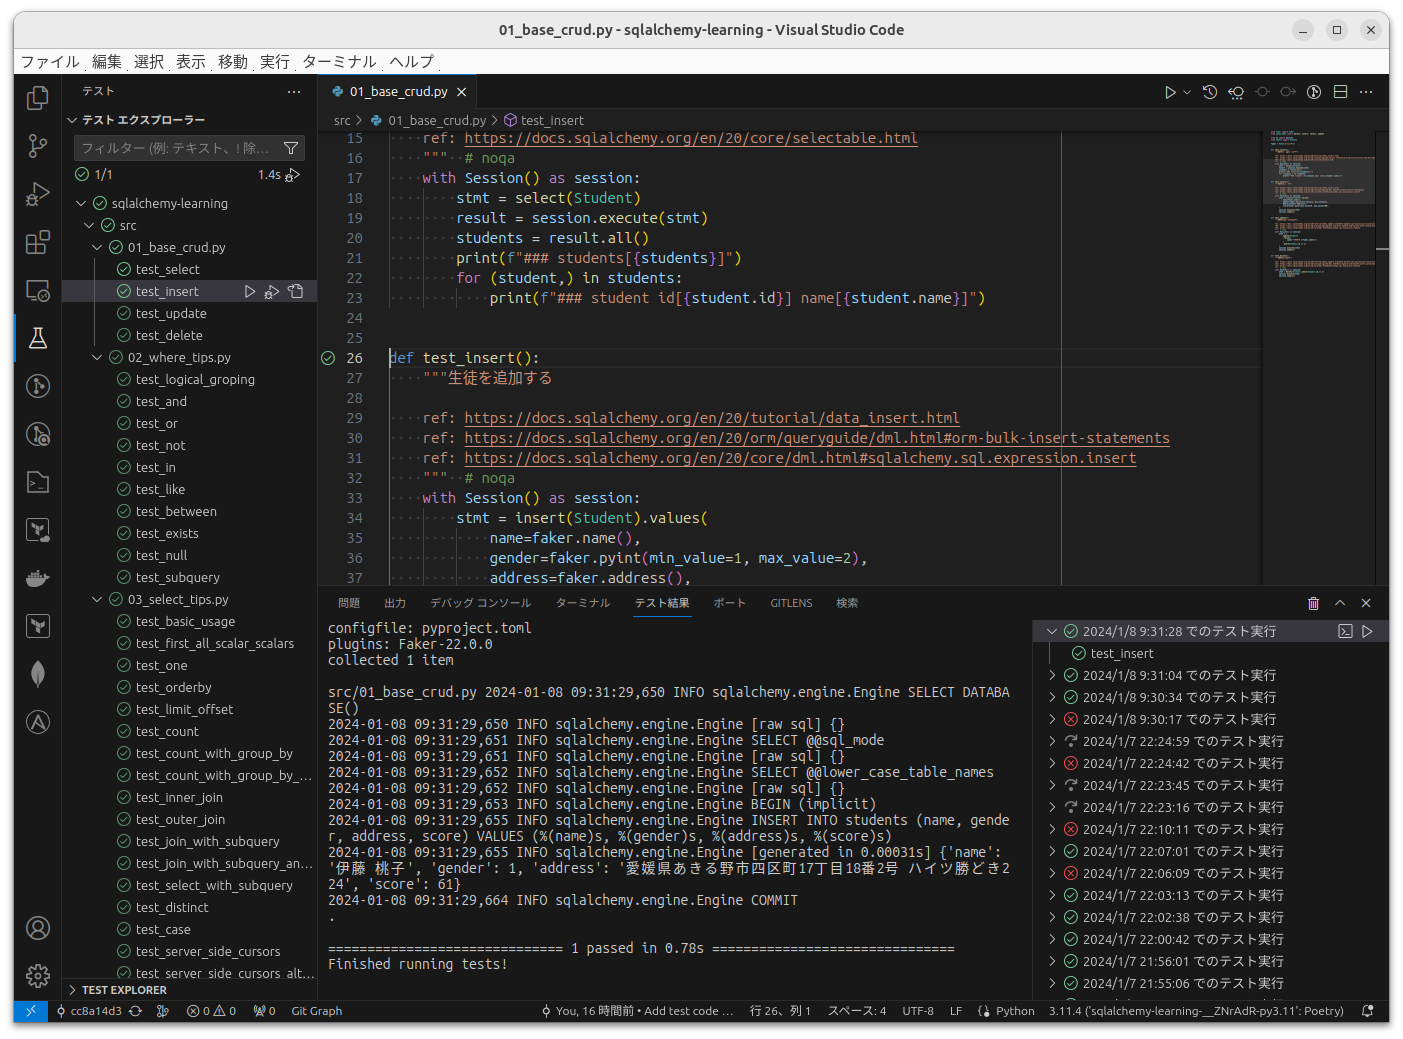 01_base_crud.py - sqlalchemy-learning - Visual Studio Code
ファイル 編集 選択 表示 移動 実行 ターミナル ヘルプ
テスト
テスト エクスプローラー
フィルター (例: テキスト、! 除…
1/1
1.4s
sqlalchemy-learning
src
01_base_crud.py
test_select
test_insert
test_update
test_delete
02_where_tips.py
test_logical_groping
test_and
test_or
test_not
test_in
test_like
test_between
test_exists
test_null
test_subquery
03_select_tips.py
test_basic_usage
test_first_all_scalar_scalars
test_one
test_orderby
test_limit_offset
test_count
test_count_with_group_by
test_count_with_group_by_…
test_inner_join
test_outer_join
test_join_with_subquery
test_join_with_subquery_an…
test_select_with_subquery
test_distinct
test_case
test_server_side_cursors
test_server_side_cursors_alt…
TEST EXPLORER
01_base_crud.py
src > 01_base_crud.py > test_insert
15 ref: https://docs.sqlalchemy.org/en/20/core/selectable.html
16 """ # noqa
17 with Session() as session:
18 stmt = select(Student)
19 result = session.execute(stmt)
20 students = result.all()
21 print(f"### students[{students}]")
22 for (student,) in students:
23 print(f"### student id[{student.id}] name[{student.name}]")
24
25
26 def test_insert():
27 """生徒を追加する
28
29 ref: https://docs.sqlalchemy.org/en/20/tutorial/data_insert.html
30 ref: https://docs.sqlalchemy.org/en/20/orm/queryguide/dml.html#orm-bulk-insert-statements
31 ref: https://docs.sqlalchemy.org/en/20/core/dml.html#sqlalchemy.sql.expression.insert
32 """ # noqa
33 with Session() as session:
34 stmt = insert(Student).values(
35 name=faker.name(),
36 gender=faker.pyint(min_value=1, max_value=2),
37 address=faker.address(),
問題 出力 デバッグ コンソール ターミナル テスト結果 ポート GITLENS 検索
configfile: pyproject.toml
plugins: Faker-22.0.0
collected 1 item
src/01_base_crud.py 2024-01-08 09:31:29,650 INFO sqlalchemy.engine.Engine SELECT DATABA
SE()
2024-01-08 09:31:29,650 INFO sqlalchemy.engine.Engine [raw sql] {}
2024-01-08 09:31:29,651 INFO sqlalchemy.engine.Engine SELECT @@sql_mode
2024-01-08 09:31:29,651 INFO sqlalchemy.engine.Engine [raw sql] {}
2024-01-08 09:31:29,652 INFO sqlalchemy.engine.Engine SELECT @@lower_case_table_names
2024-01-08 09:31:29,652 INFO sqlalchemy.engine.Engine [raw sql] {}
2024-01-08 09:31:29,653 INFO sqlalchemy.engine.Engine BEGIN (implicit)
2024-01-08 09:31:29,655 INFO sqlalchemy.engine.Engine INSERT INTO students (name, gende
r, address, score) VALUES (%(name)s, %(gender)s, %(address)s, %(score)s)
2024-01-08 09:31:29,655 INFO sqlalchemy.engine.Engine [generated in 0.00031s] {'name':
'伊藤 桃子', 'gender': 1, 'address': '愛媛県あきる野市四区町17丁目18番2号 ハイツ勝どき2
24', 'score': 61}
2024-01-08 09:31:29,664 INFO sqlalchemy.engine.Engine COMMIT
.
============================== 1 passed in 0.78s ===============================
Finished running tests!
2024/1/8 9:31:28 でのテスト実行
test_insert
2024/1/8 9:31:04 でのテスト実行
2024/1/8 9:30:34 でのテスト実行
2024/1/8 9:30:17 でのテスト実行
2024/1/7 22:24:59 でのテスト実行
2024/1/7 22:24:42 でのテスト実行
2024/1/7 22:23:45 でのテスト実行
2024/1/7 22:23:16 でのテスト実行
2024/1/7 22:10:11 でのテスト実行
2024/1/7 22:07:01 でのテスト実行
2024/1/7 22:06:09 でのテスト実行
2024/1/7 22:03:13 でのテスト実行
2024/1/7 22:02:38 でのテスト実行
2024/1/7 22:00:42 でのテスト実行
2024/1/7 21:56:01 でのテスト実行
2024/1/7 21:55:06 でのテスト実行
cc8a14d3 0 0 0 Git Graph You, 16 時間前 • Add test code … 行 26、列 1 スペース: 4 UTF-8 LF Python 3.11.4 ('sqlalchemy-learning-__ZNrAdR-py3.11': Poetry)